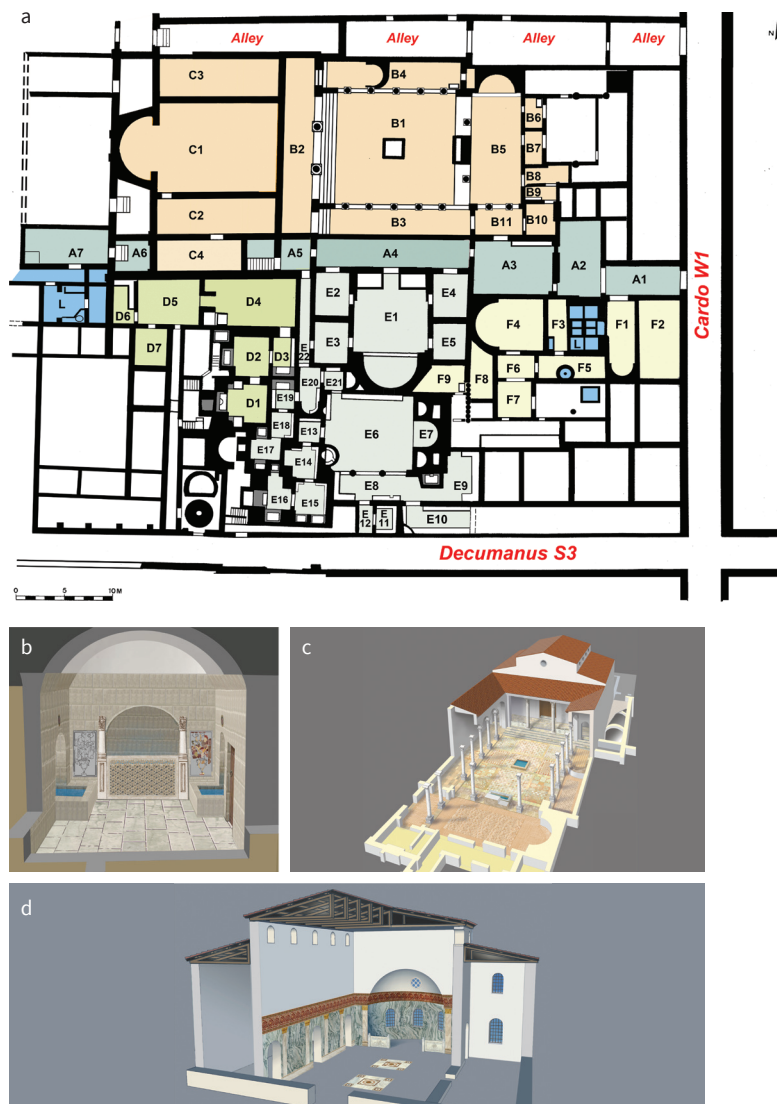 a
Alley Alley Alley Alley
N
C3
B4
B6
B1
C1
B2
B5
B7
B8
B9
C2
B3
B11
B10
A7
A6
C4
A5
A4
A3
A2
A1
Cardo W1
L
D6
D5
D4
E2
E4
E1
F4
F3
L
F1
F2
D7
D2
D3
E3
E5
E
22
F9
F8
F6
F5
D1
E20
E21
E19
F7
E18
E13
E6
E7
E17
E14
E16
E15
E8
E9
E
12
E
11
E10
Decumanus S3
0 5 10M
b
c
d